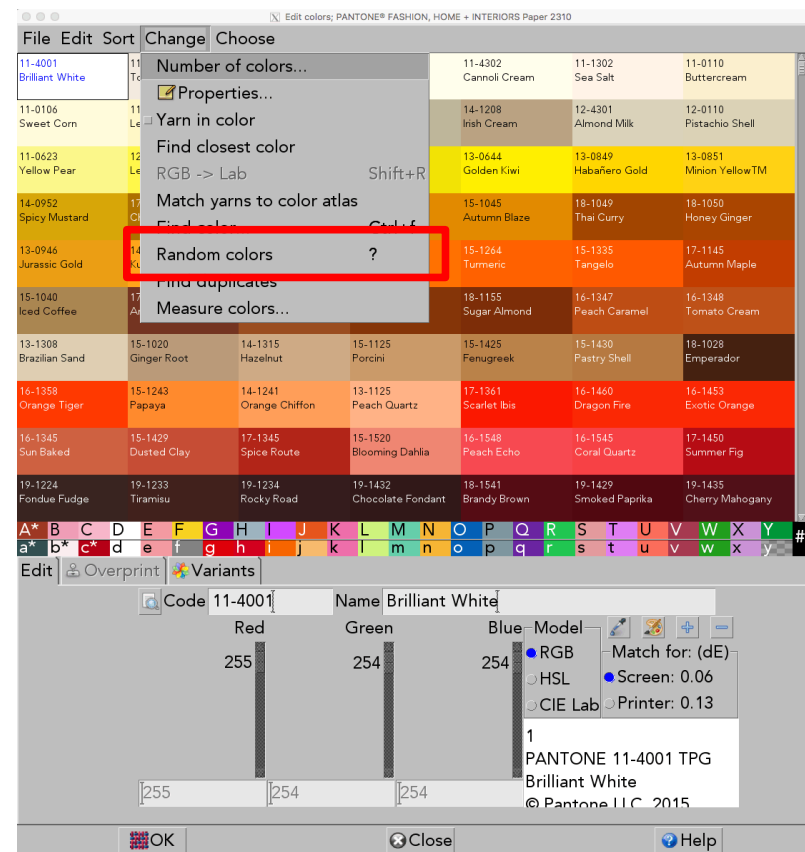 Edit colors; PANTONE® FASHION, HOME + INTERIORS Paper 2310
File Edit Sort Change Choose
11-4001 11 11-4302 11-1302 11-0110
Brilliant White Cannoli Cream Sea Salt Buttercream
Number of colors...
Properties...
11-0106 11 14-1208 12-4301 12-0110
Sweet Corn Irish Cream Almond Milk Pistachio Shell
Yarn in color
Find closest color
11-0623 12 13-0644 13-0849 13-0851
Yellow Pear Golden Kiwi Habañero Gold Minion YellowTM
RGB -> Lab Shift+R
Match yarns to color atlas
14-0952 17 15-1045 18-1049 18-1050
Spicy Mustard Autumn Blaze Thai Curry Honey Ginger
Find color Ctrl+f
13-0946 14 15-1264 15-1335 17-1145
Jurassic Gold Turmeric Tangelo Autumn Maple
Random colors ?
Find duplicates
15-1040 17 18-1155 16-1347 16-1348
Iced Coffee Sugar Almond Peach Caramel Tomato Cream
Measure colors...
13-1308 15-1020 14-1315 15-1125 15-1425 15-1430 18-1028
Brazilian Sand Ginger Root Hazelnut Porcini Fenugreek Pastry Shell Emperador
16-1358 15-1243 14-1241 13-1125 17-1361 16-1460 16-1453
Orange Tiger Papaya Orange Chiffon Peach Quartz Scarlet Ibis Dragon Fire Exotic Orange
16-1345 15-1429 17-1345 15-1520 16-1548 16-1545 17-1450
Sun Baked Dusted Clay Spice Route Blooming Dahlia Peach Echo Coral Quartz Summer Fig
19-1224 19-1233 19-1234 19-1432 18-1541 19-1429 19-1435
Fondue Fudge Tiramisu Rocky Road Chocolate Fondant Brandy Brown Smoked Paprika Cherry Mahogany
A* B C D E F G H I J K L M N O P Q R S T U V W X Y #
a* b* c* d e f g h i j k l m n o p q r s t u v w x y
Edit Overprint Variants
Code 11-4001 Name Brilliant White
Red Green Blue Model
255 254 254
RGB Match for: (dE)
HSL Screen: 0.06
CIE Lab Printer: 0.13
1
PANTONE 11-4001 TPG
Brilliant White
© Pantone LLC, 2015
255 254 254
OK Close Help